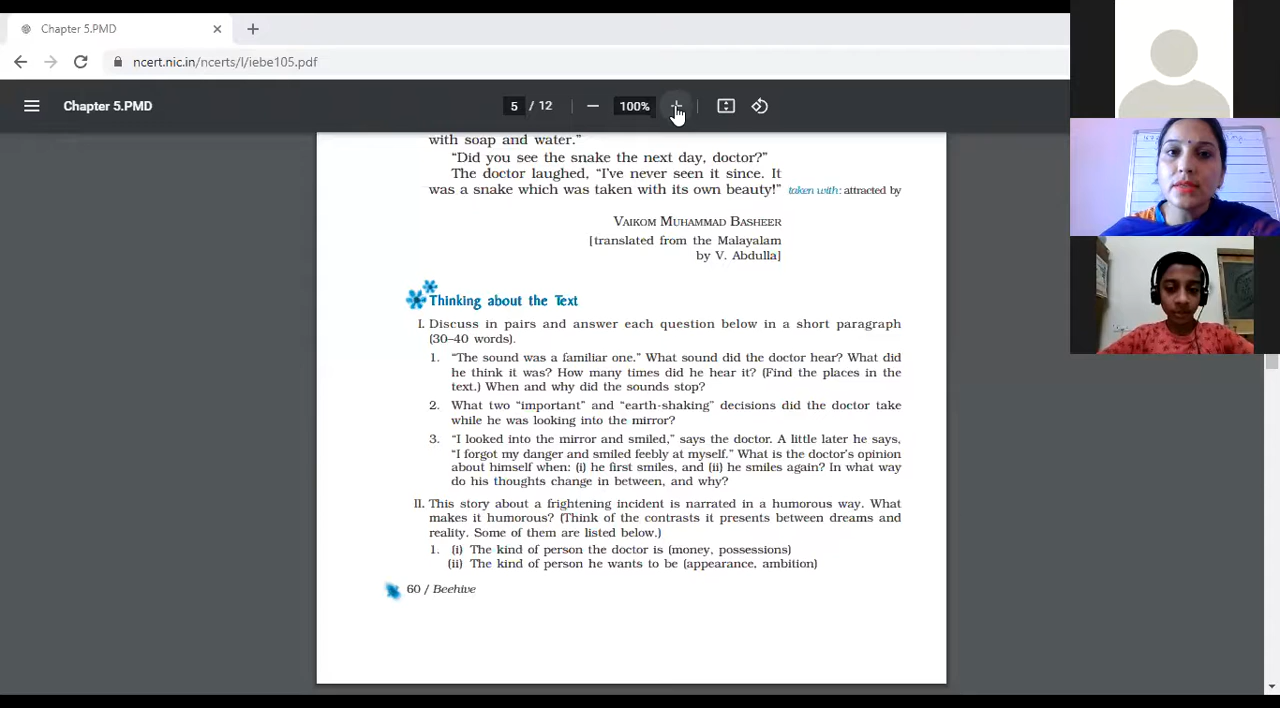 Chapter 5.PMD
ncert.nic.in/ncerts/l/iebe105.pdf
Chapter 5.PMD
5 / 12
100%
with soap and water.”
“Did you see the snake the next day, doctor?”
The doctor laughed, “I’ve never seen it since. It
was a snake which was taken with its own beauty!” taken with: attracted by
VAIKOM MUHAMMAD BASHEER
[translated from the Malayalam
by V. Abdulla]
Thinking about the Text
I. Discuss in pairs and answer each question below in a short paragraph
(30–40 words).
1. “The sound was a familiar one.” What sound did the doctor hear? What did
he think it was? How many times did he hear it? (Find the places in the
text.) When and why did the sounds stop?
2. What two “important” and “earth-shaking” decisions did the doctor take
while he was looking into the mirror?
3. “I looked into the mirror and smiled,” says the doctor. A little later he says,
“I forgot my danger and smiled feebly at myself.” What is the doctor’s opinion
about himself when: (i) he first smiles, and (ii) he smiles again? In what way
do his thoughts change in between, and why?
II. This story about a frightening incident is narrated in a humorous way. What
makes it humorous? (Think of the contrasts it presents between dreams and
reality. Some of them are listed below.)
1. (i) The kind of person the doctor is (money, possessions)
(ii) The kind of person he wants to be (appearance, ambition)
60 / Beehive